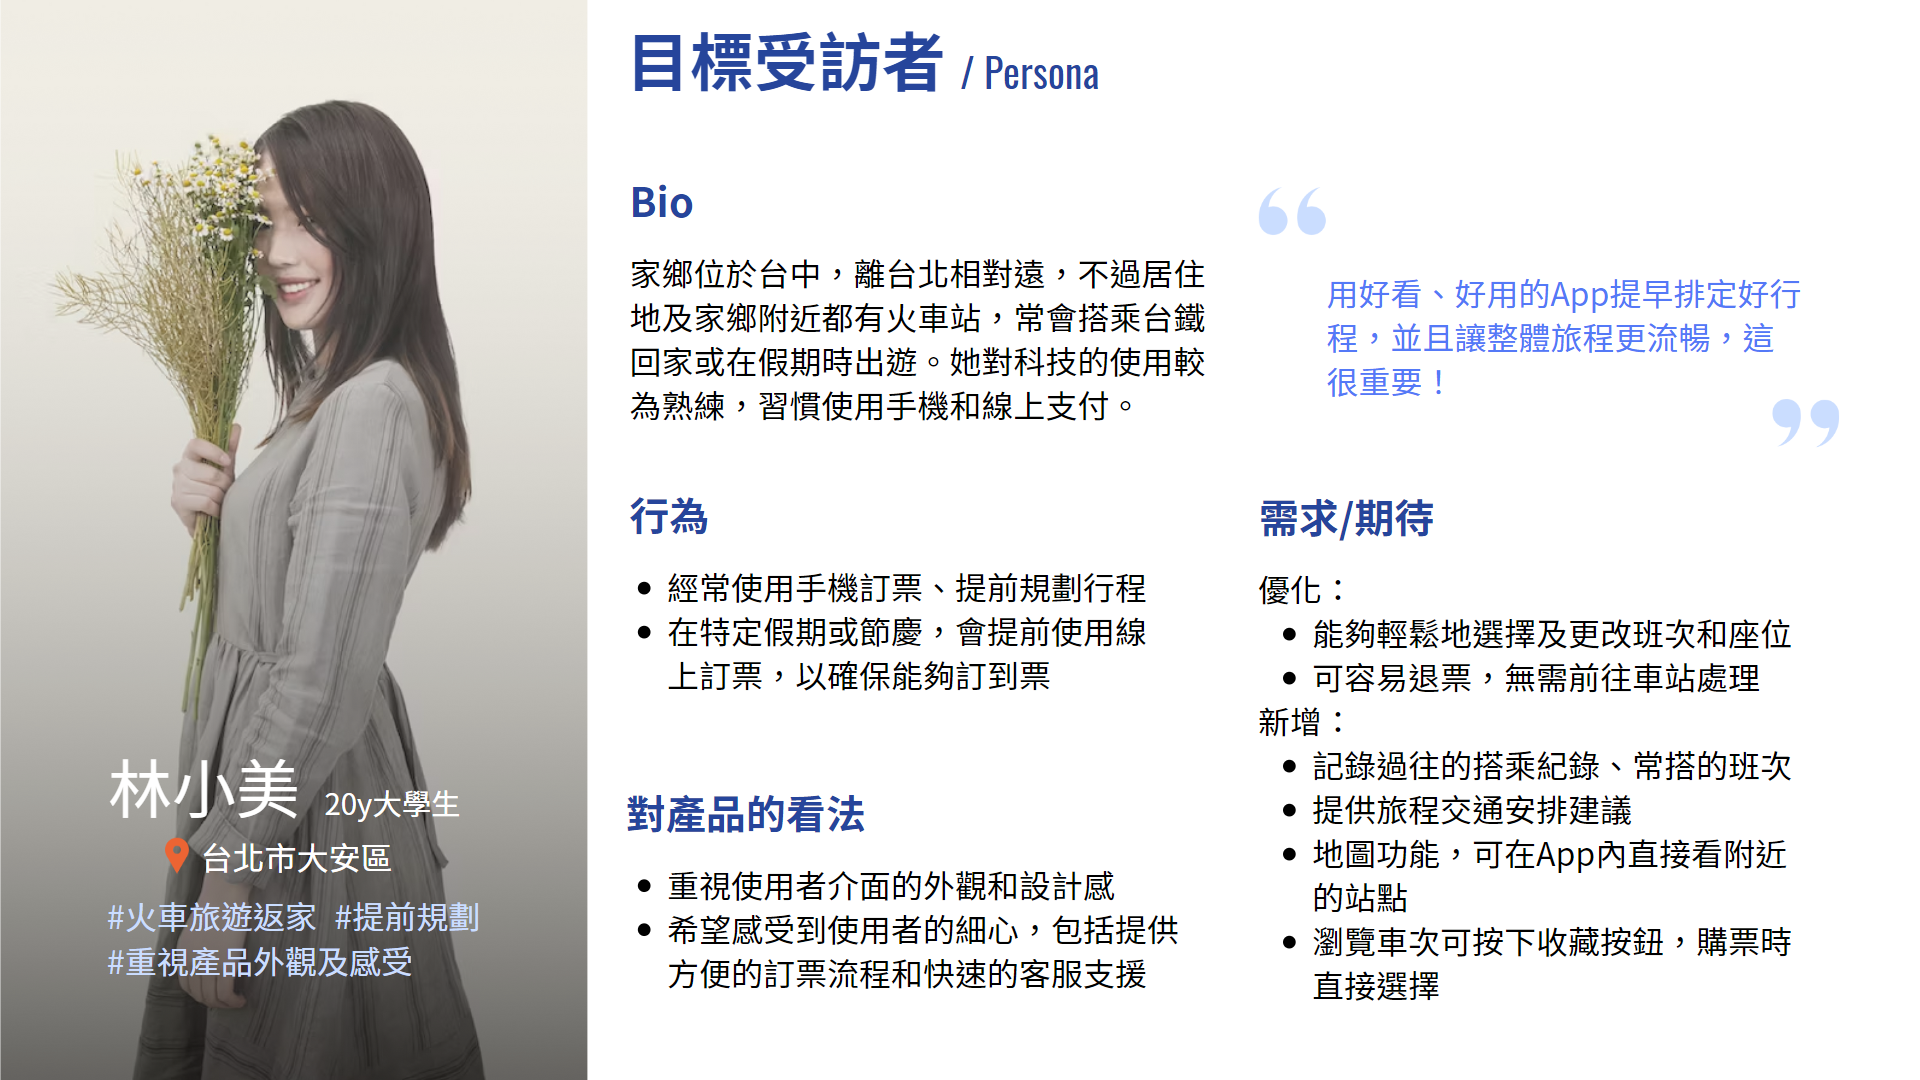 目標受訪者 / Persona
Bio
家鄉位於台中，離台北相對遠，不過居住
地及家鄉附近都有火車站，常會搭乘台鐵
回家或在假期時出遊。她對科技的使用較
為熟練，習慣使用手機和線上支付。
“
用好看、好用的App提早排定好行
程，並且讓整體旅程更流暢，這
很重要！
”
行為
• 經常使用手機訂票、提前規劃行程
• 在特定假期或節慶，會提前使用線
上訂票，以確保能夠訂到票
對產品的看法
• 重視使用者介面的外觀和設計感
• 希望感受到使用者的細心，包括提供
方便的訂票流程和快速的客服支援
需求/期待
優化：
• 能夠輕鬆地選擇及更改班次和座位
• 可容易退票，無需前往車站處理
新增：
• 記錄過往的搭乘紀錄、常搭的班次
• 提供旅程交通安排建議
• 地圖功能，可在App內直接看附近
的站點
• 瀏覽車次可按下收藏按鈕，購票時
直接選擇
林小美 20y大學生
台北市大安區
#火車旅遊返家 #提前規劃
#重視產品外觀及感受